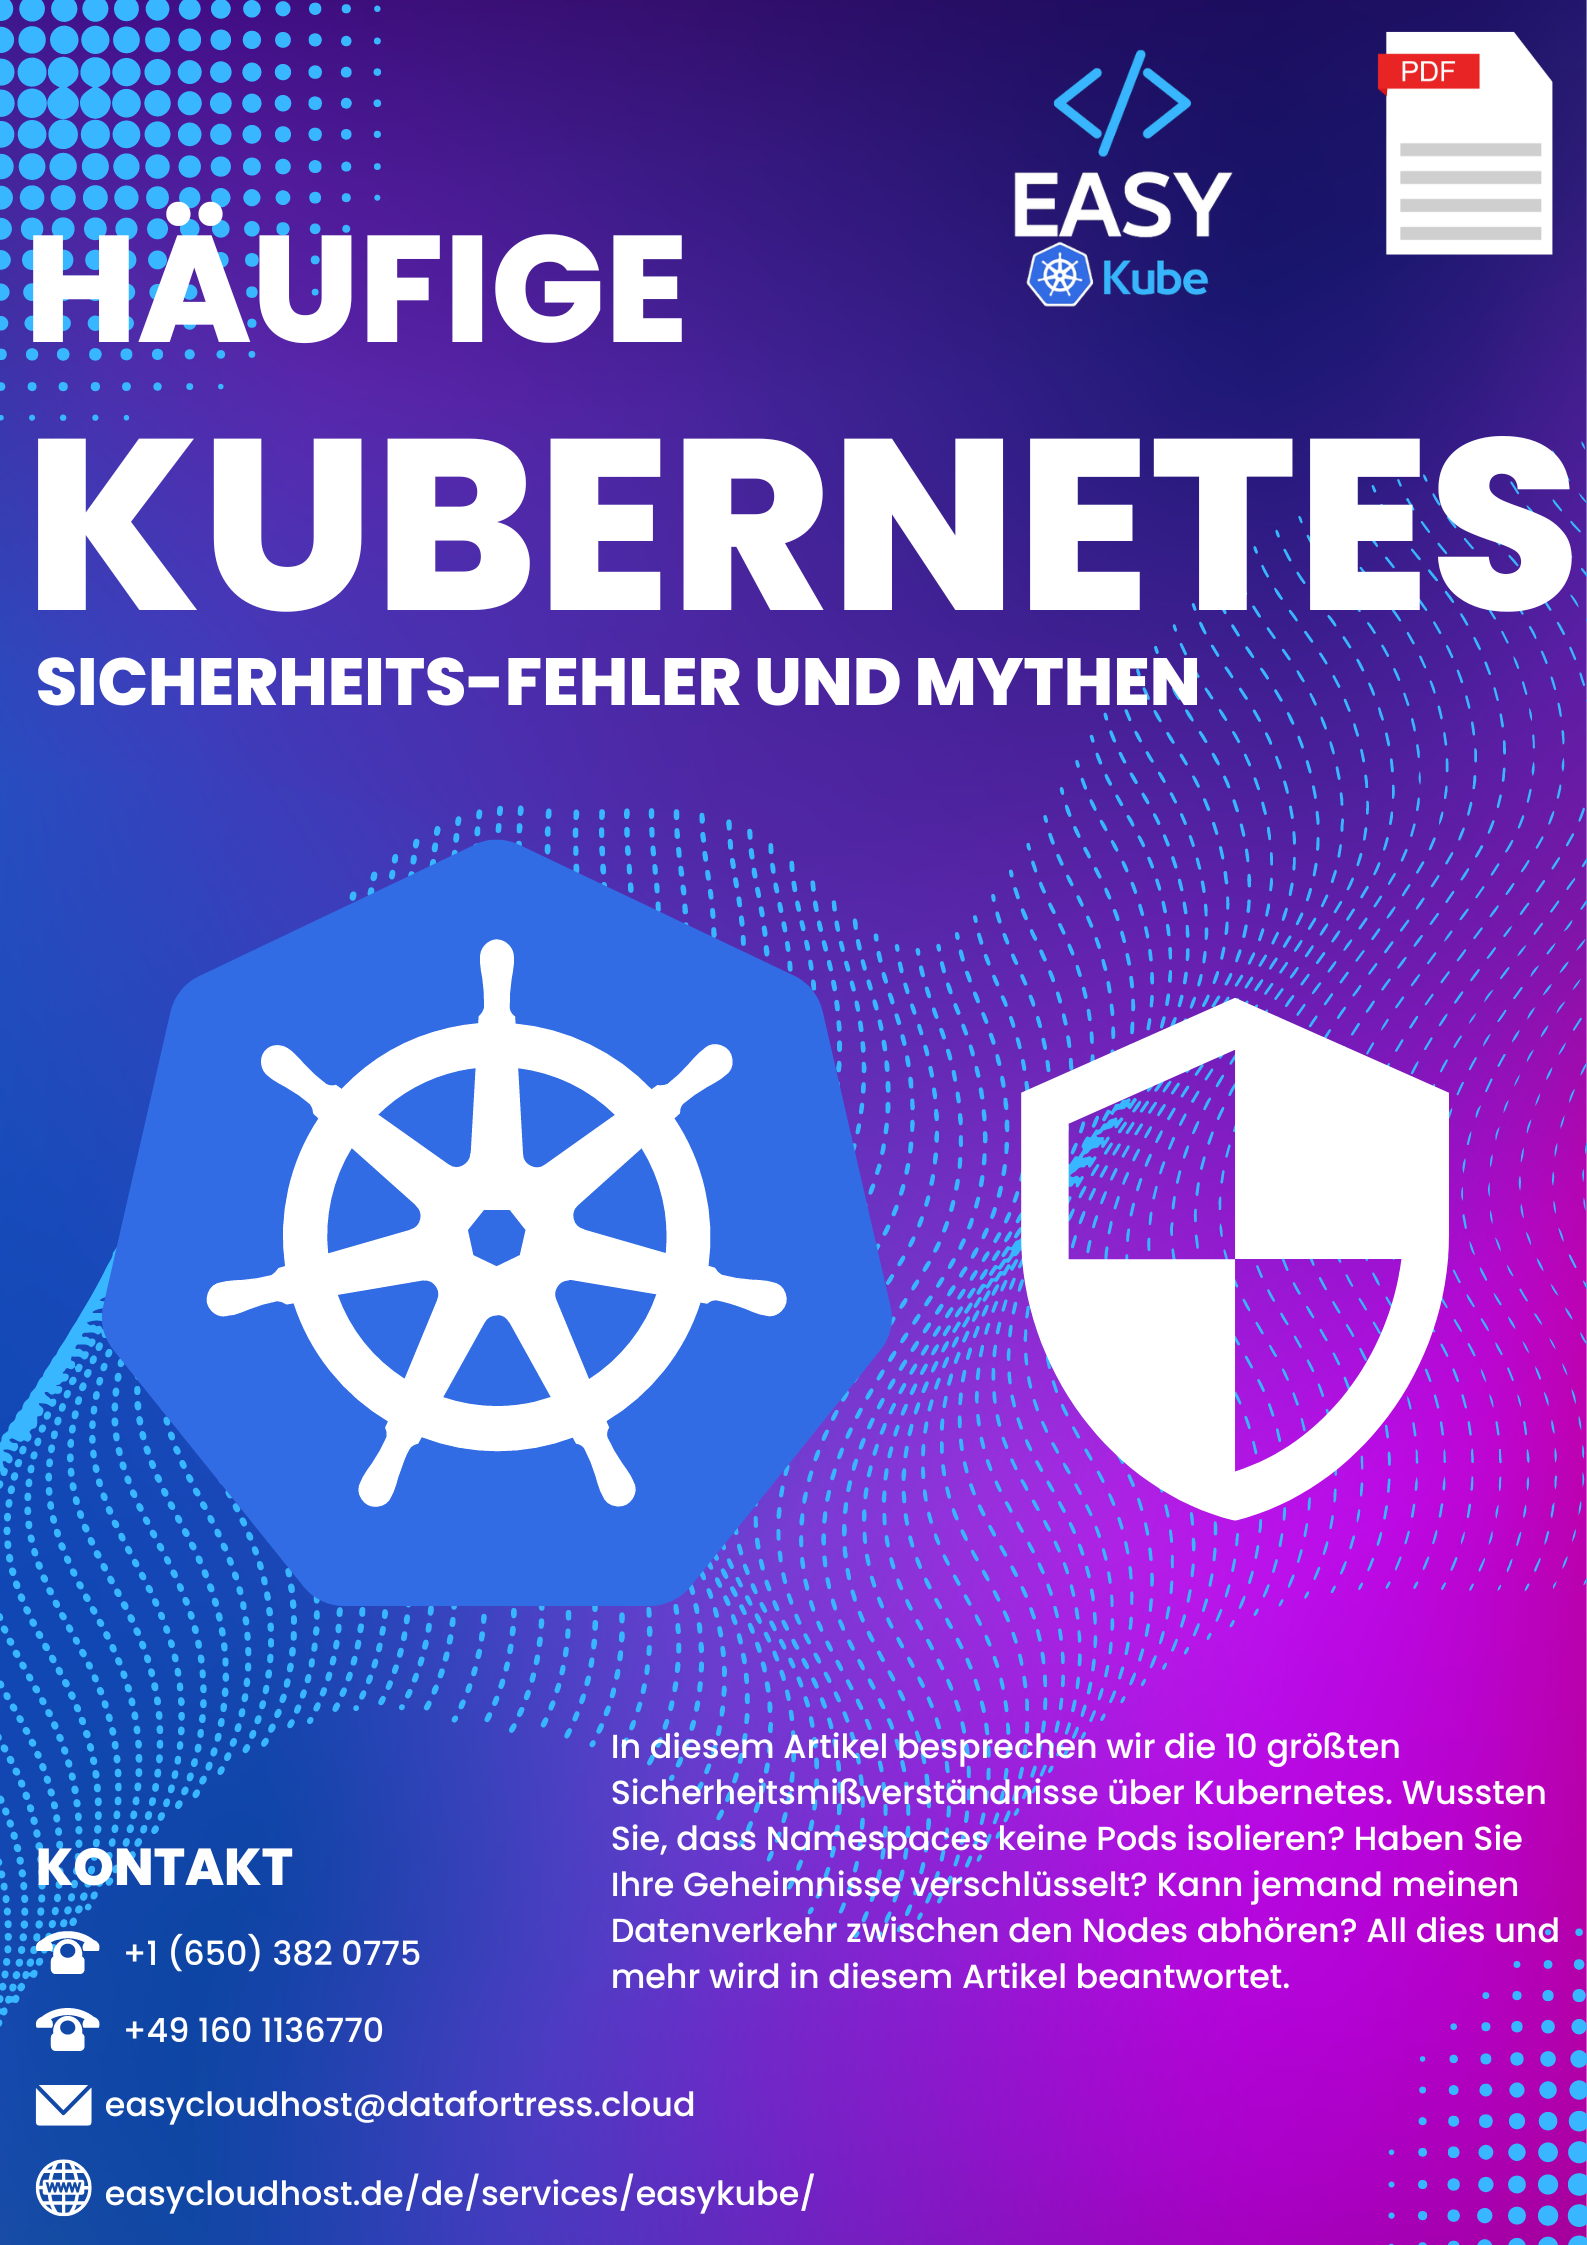 PDF
EASY
Kube
HÄUFIGE
KUBERNETES
SICHERHEITS-FEHLER UND MYTHEN
In diesem Artikel besprechen wir die 10 größten
Sicherheitsmißverständnisse über Kubernetes. Wussten
Sie, dass Namespaces keine Pods isolieren? Haben Sie
Ihre Geheimnisse verschlüsselt? Kann jemand meinen
Datenverkehr zwischen den Nodes abhören? All dies und
mehr wird in diesem Artikel beantwortet.
KONTAKT
+1 (650) 382 0775
+49 160 1136770
easycloudhost@datafortress.cloud
www
easycloudhost.de/de/services/easykube/